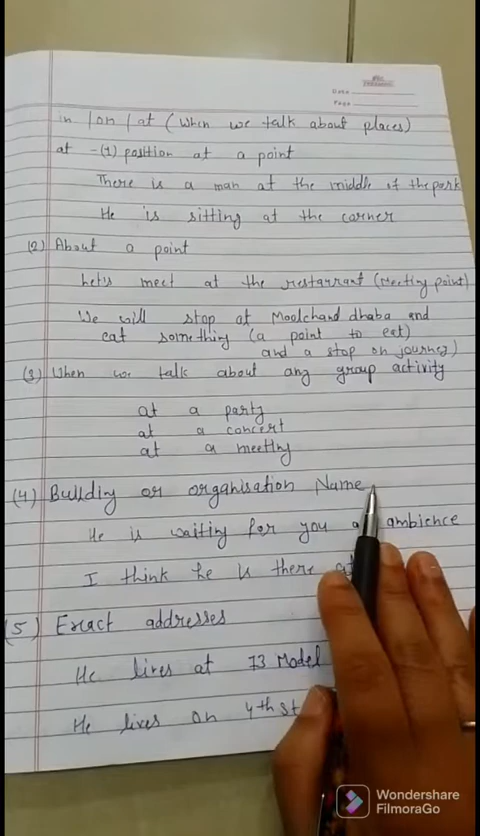 Date
Page
in / on / at ( When we talk about places)
at - (1) position at a point
There is a man at the middle of the park
He is sitting at the corner
(2) About a point
Let's meet at the restarrant (Meeting point)
We will stop at Moolchand dhaba and
eat something (a point to eat)
and a stop on journey)
(3) When we talk about any group activity
at a party
at a concert
at a meeting
(4) Building or organisation Name
He is waiting for you ambience
I think he is there at
(5) Exact addresses
He lives at 73 Model
He lives on 4th st
Wondershare
FilmoraGo